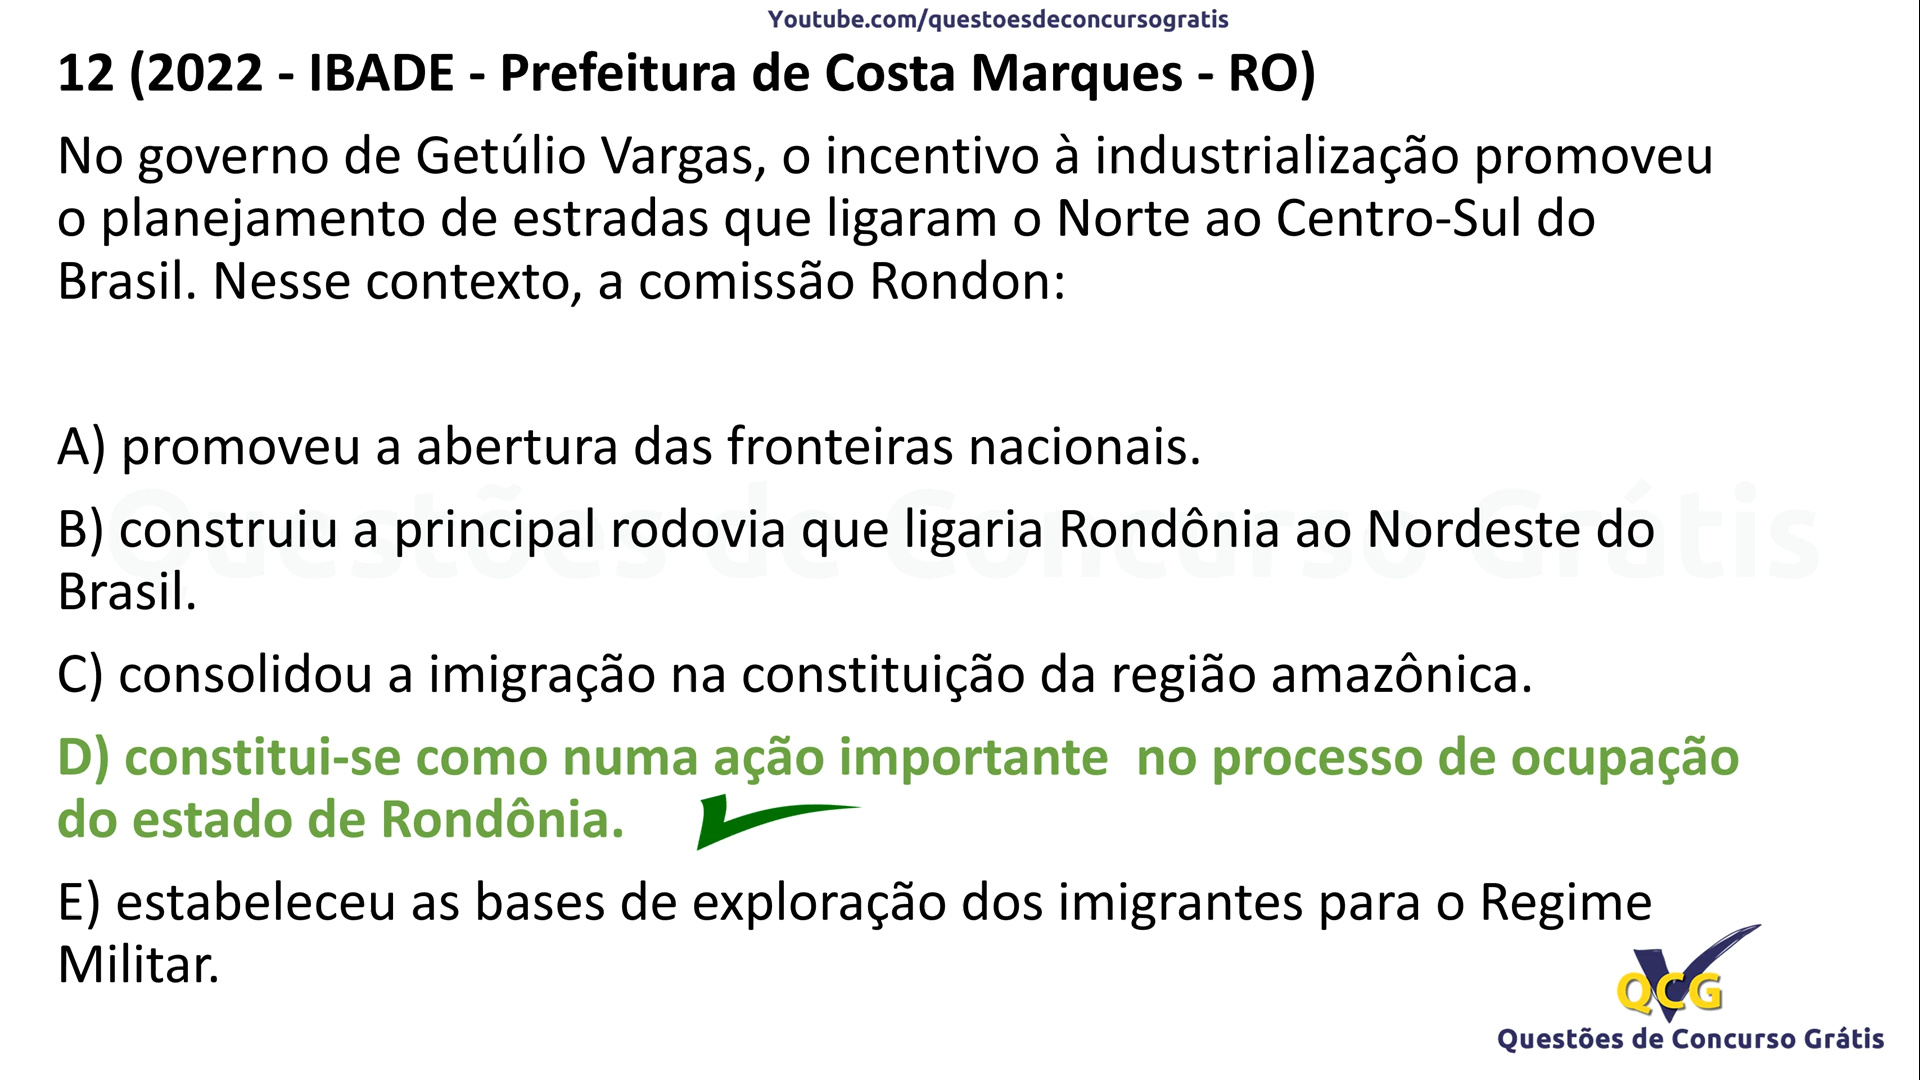 Youtube.com/questoesdeconcursogratis
12 (2022 - IBADE - Prefeitura de Costa Marques - RO)
No governo de Getúlio Vargas, o incentivo à industrialização promoveu
o planejamento de estradas que ligaram o Norte ao Centro-Sul do
Brasil. Nesse contexto, a comissão Rondon:
A) promoveu a abertura das fronteiras nacionais.
Questões de Concurso Grátis
B) construiu a principal rodovia que ligaria Rondônia ao Nordeste do
Brasil.
C) consolidou a imigração na constituição da região amazônica.
D) constitui-se como numa ação importante  no processo de ocupação
do estado de Rondônia.
E) estabeleceu as bases de exploração dos imigrantes para o Regime
Militar.
QCG
Questões de Concurso Grátis